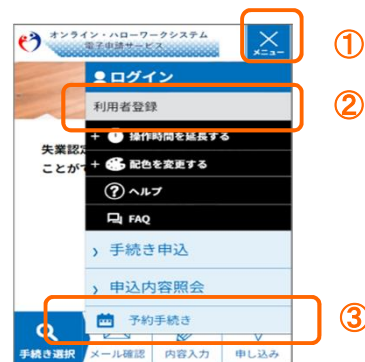 オンライン・ハローワークシステム
電子申請サービス
メニュー
①
ログイン
利用者登録
②
+ 操作時間を延長する
失業認定
+ 配色を変更する
ことがで
ヘルプ
FAQ
手続き申込
申込内容照会
予約手続き
③
手続き選択
メール確認
内容入力
申し込み